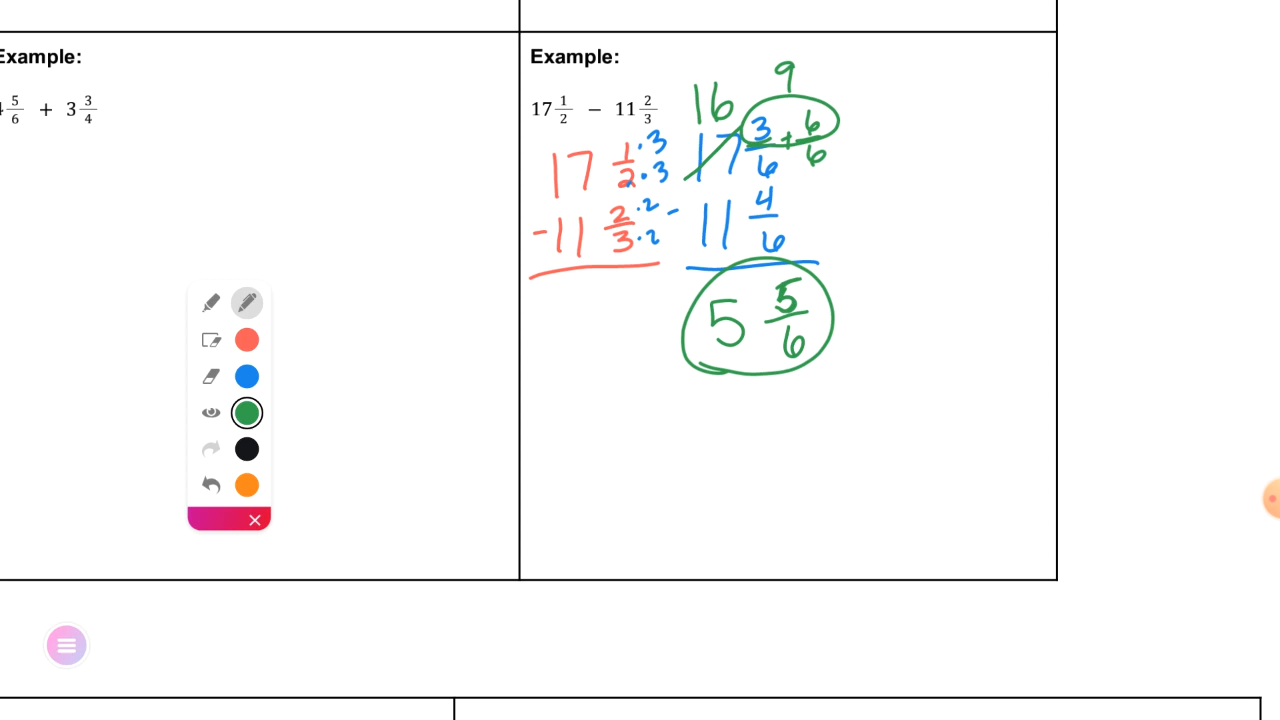 Example:
5/6 + 3 3/4
Example:
17 1/2 − 11 2/3
17 1/2 ·3 ·3
-11 2/3 ·2 ·2
9
16
17 3/6 + 6/6
- 11 4/6
5 5/6